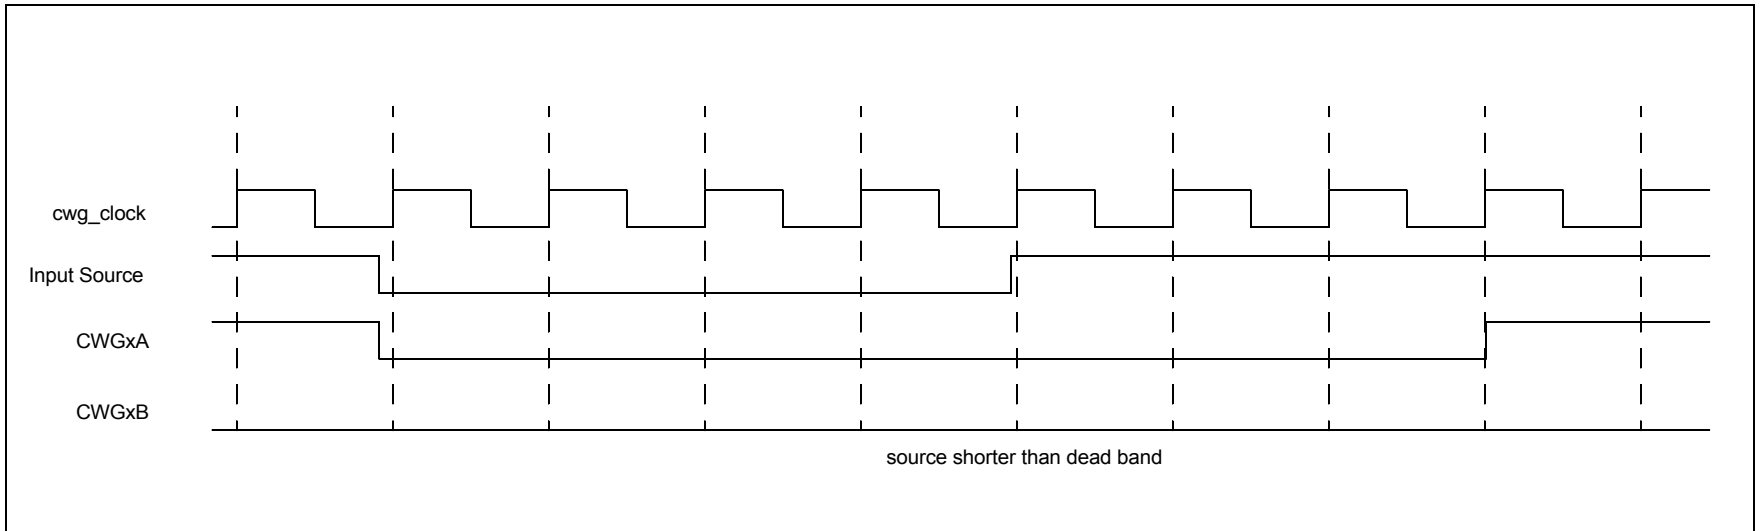 cwg_clock
Input Source
CWGxA
CWGxB
source shorter than dead band